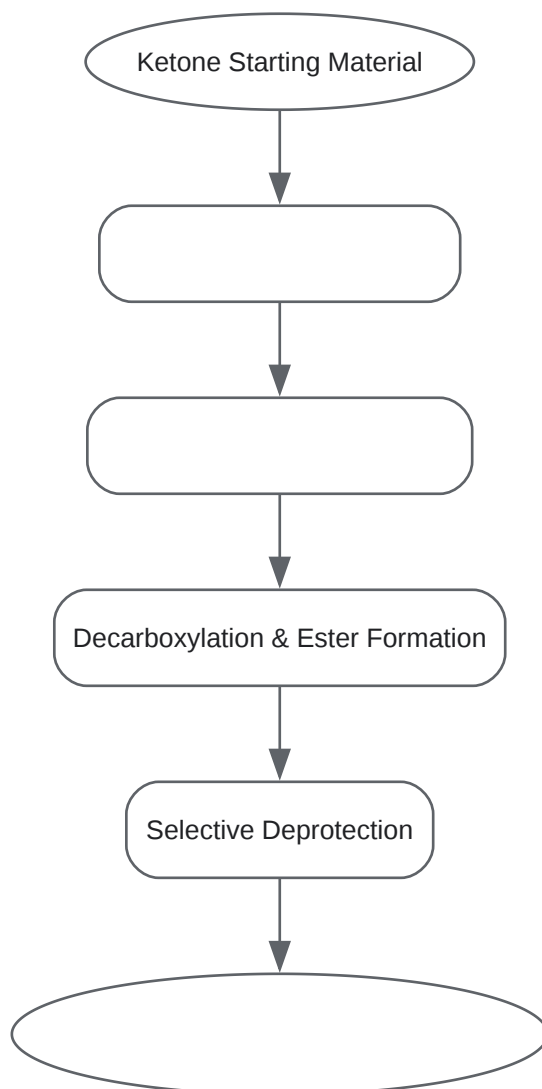 Ketone Starting Material
Decarboxylation & Ester Formation
Selective Deprotection